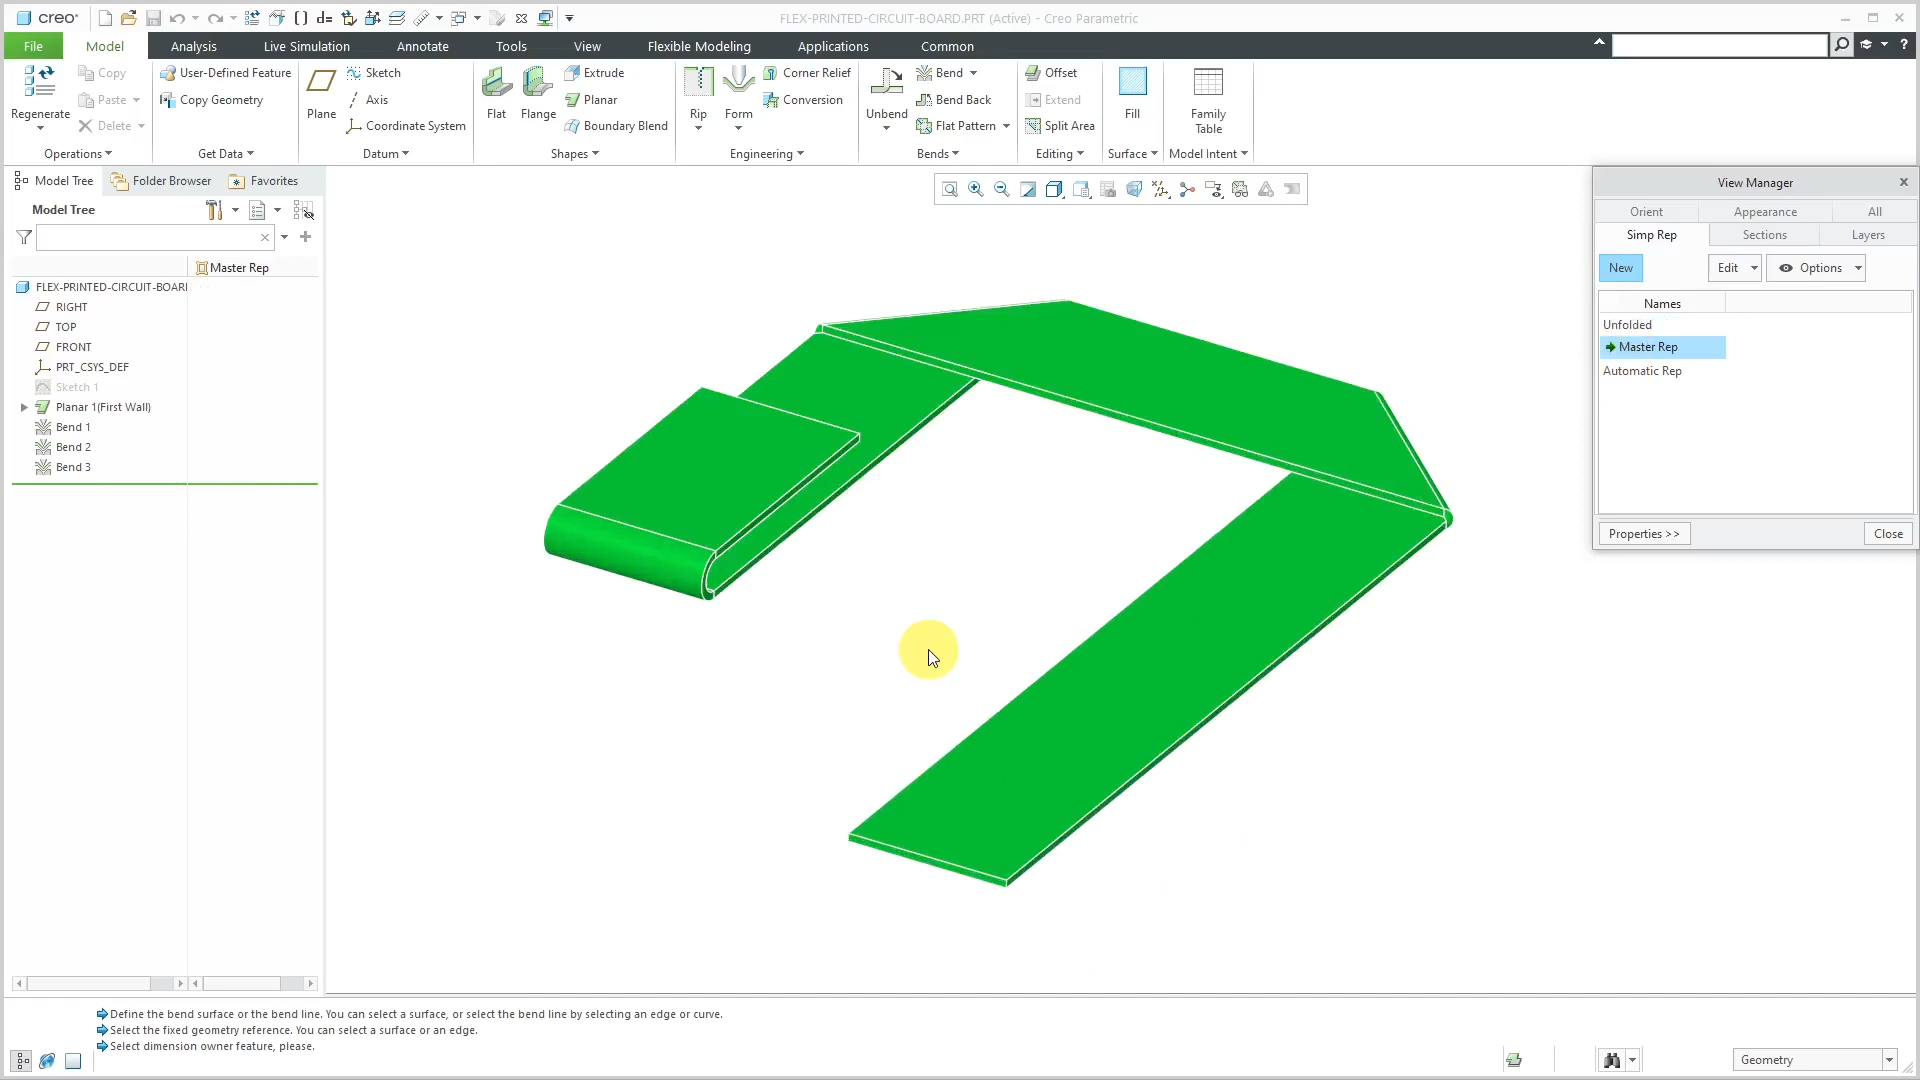 creo°
d=
FLEX-PRINTED-CIRCUIT-BOARD.PRT (Active) - Creo Parametric
File
Model
Analysis
Live Simulation
Annotate
Tools
View
Flexible Modeling
Applications
Common
Regenerate
Copy
Paste
Delete
Operations
User-Defined Feature
Copy Geometry
Get Data
Plane
Sketch
Axis
Coordinate System
Datum
Flat
Flange
Extrude
Planar
Boundary Blend
Shapes
Rip
Form
Corner Relief
Conversion
Engineering
Unbend
Bend
Bend Back
Flat Pattern
Bends
Offset
Extend
Split Area
Editing
Fill
Surface
Family
Table
Model Intent
Model Tree
Folder Browser
Favorites
Model Tree
Master Rep
FLEX-PRINTED-CIRCUIT-BOARI
RIGHT
TOP
FRONT
PRT_CSYS_DEF
Sketch 1
Planar 1(First Wall)
Bend 1
Bend 2
Bend 3
View Manager
Orient
Appearance
All
Simp Rep
Sections
Layers
New
Edit
Options
Names
Unfolded
Master Rep
Automatic Rep
Properties >>
Close
Define the bend surface or the bend line. You can select a surface, or select the bend line by selecting an edge or curve.
Select the fixed geometry reference. You can select a surface or an edge.
Select dimension owner feature, please.
Geometry